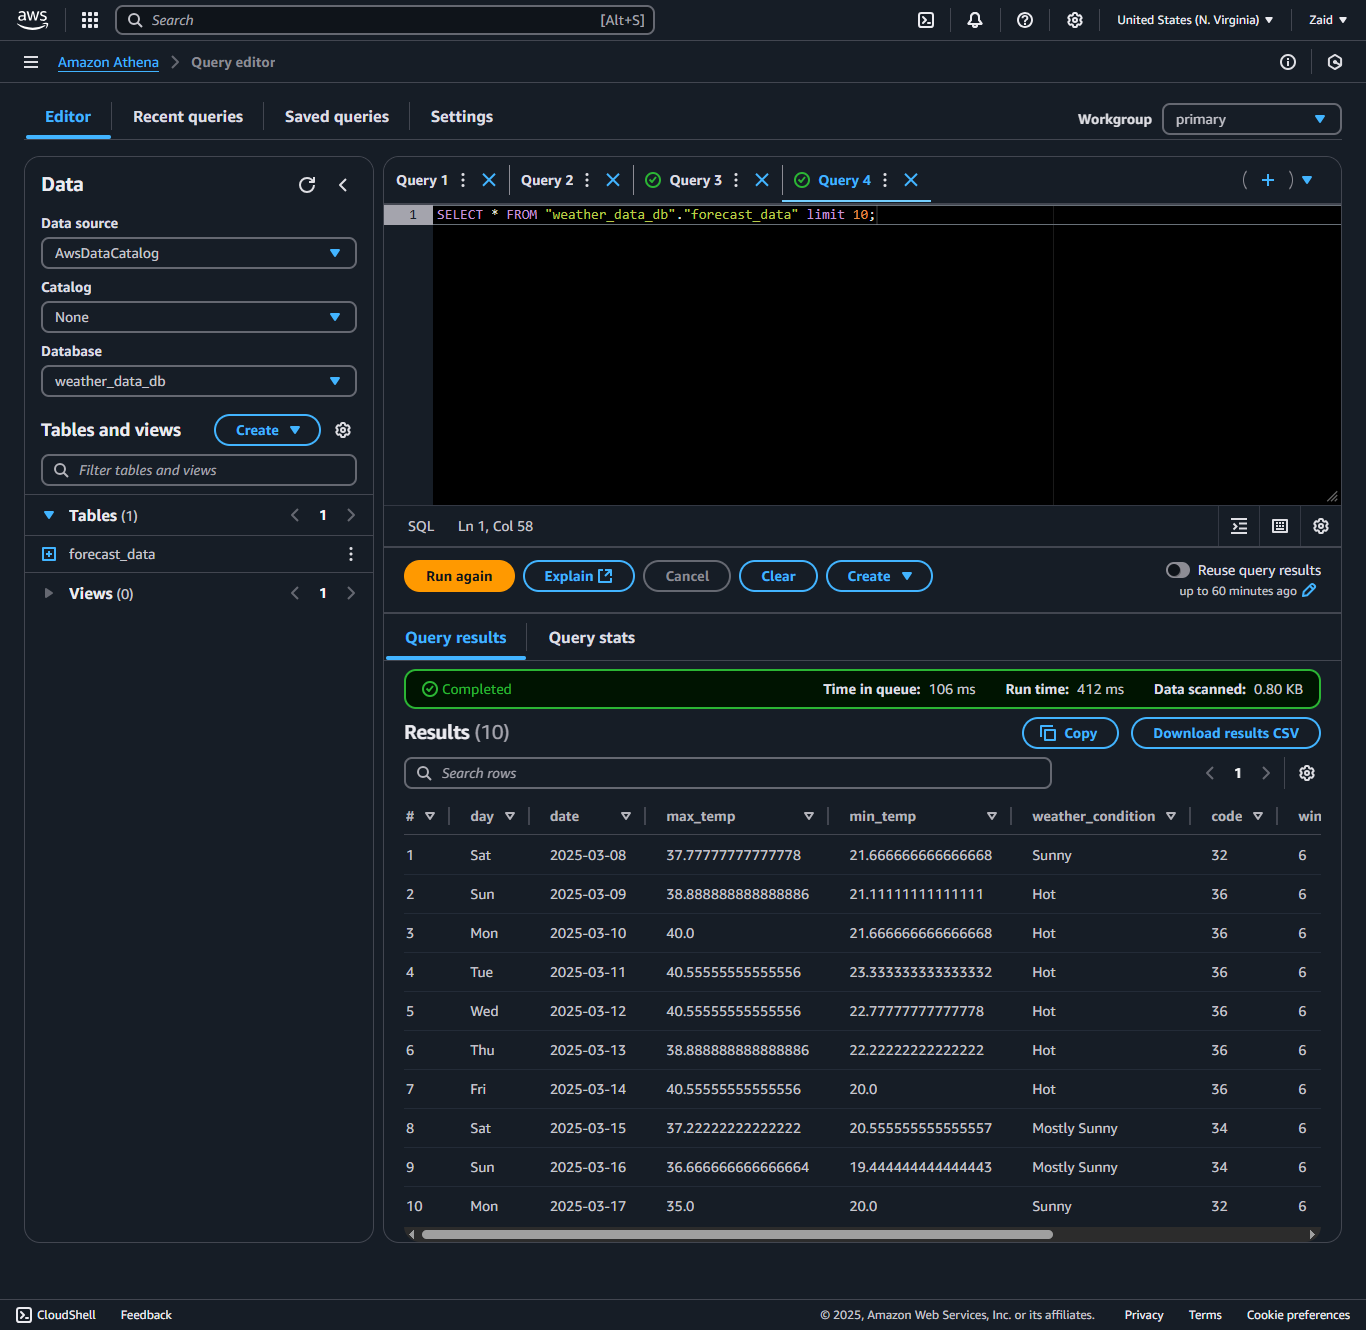 aws Search [Alt+S] United States (N. Virginia) Zaid
Amazon Athena Query editor
Editor Recent queries Saved queries Settings
Workgroup primary
Data
Data source
AwsDataCatalog
Catalog
None
Database
weather_data_db
Tables and views Create
Filter tables and views
Tables (1) 1
forecast_data
Views (0) 1
Query 1 Query 2 Query 3 Query 4
1 SELECT * FROM "weather_data_db"."forecast_data" limit 10;
SQL Ln 1, Col 58
Run again Explain Cancel Clear Create
Reuse query results
up to 60 minutes ago
Query results Query stats
Completed Time in queue: 106 ms Run time: 412 ms Data scanned: 0.80 KB
Results (10) Copy Download results CSV
Search rows 1
# day date max_temp min_temp weather_condition code win
1 Sat 2025-03-08 37.77777777777778 21.666666666666668 Sunny 32 6
2 Sun 2025-03-09 38.888888888888886 21.11111111111111 Hot 36 6
3 Mon 2025-03-10 40.0 21.666666666666668 Hot 36 6
4 Tue 2025-03-11 40.55555555555556 23.333333333333332 Hot 36 6
5 Wed 2025-03-12 40.55555555555556 22.77777777777778 Hot 36 6
6 Thu 2025-03-13 38.888888888888886 22.22222222222222 Hot 36 6
7 Fri 2025-03-14 40.55555555555556 20.0 Hot 36 6
8 Sat 2025-03-15 37.22222222222222 20.555555555555557 Mostly Sunny 34 6
9 Sun 2025-03-16 36.666666666666664 19.444444444444443 Mostly Sunny 34 6
10 Mon 2025-03-17 35.0 20.0 Sunny 32 6
CloudShell Feedback © 2025, Amazon Web Services, Inc. or its affiliates. Privacy Terms Cookie preferences